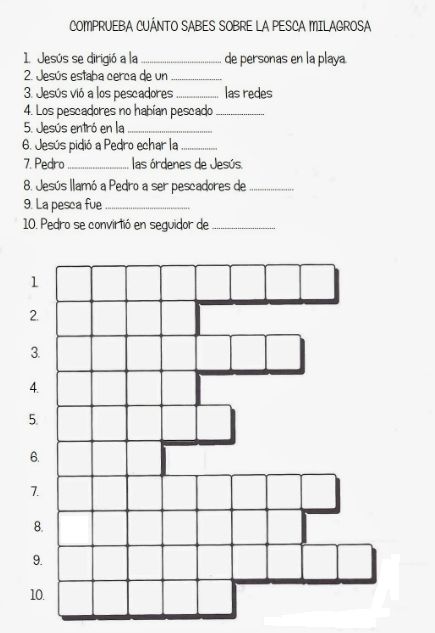 COMPRUEBA CUÁNTO SABES SOBRE LA PESCA MILAGROSA
1. Jesús se dirigió a la ........................ de personas en la playa.
2. Jesús estaba cerca de un ................
3. Jesús vió a los pescadores ............. las redes
4. Los pescadores no habían pescado ...............
5. Jesús entró en la ..........................
6. Jesús pidió a Pedro echar la ...........
7. Pedro ................... las órdenes de Jesús.
8. Jesús llamó a Pedro a ser pescadores de ..............
9. La pesca fue ..........................
10. Pedro se convirtió en seguidor de ...................
1.
2.
3.
4.
5.
6.
7.
8.
9.
10.